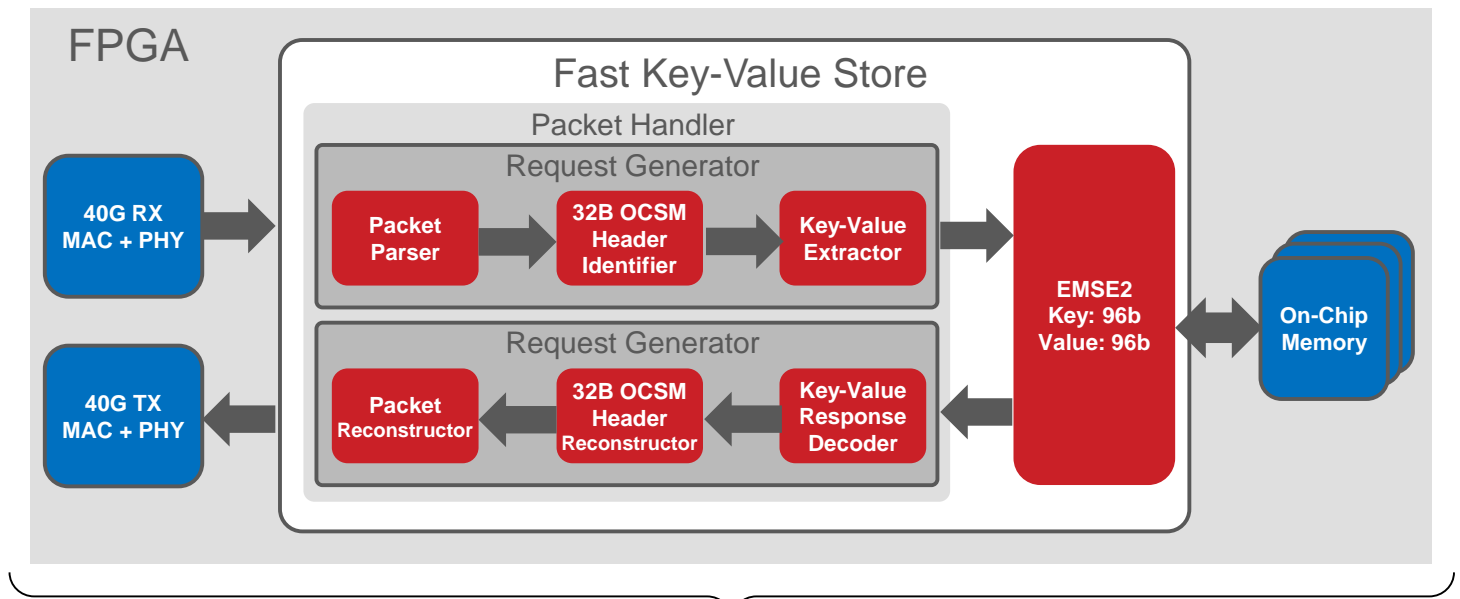 FPGA
Fast Key-Value Store
Packet Handler
Request Generator
40G RX
MAC + PHY
Packet
Parser
32B OCSM
Header
Identifier
Key-Value
Extractor
EMSE2
Key: 96b
Value: 96b
On-Chip
Memory
Request Generator
40G TX
MAC + PHY
Packet
Reconstructor
32B OCSM
Header
Reconstructor
Key-Value
Response
Decoder